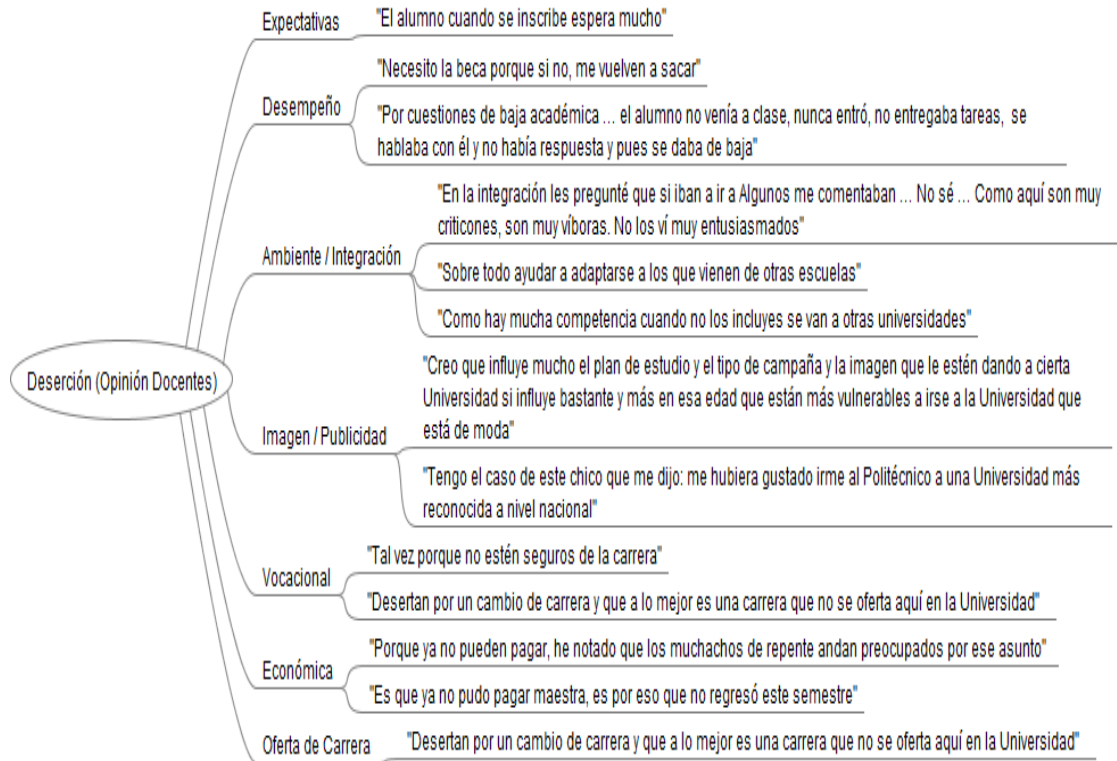 Expectativas
"El alumno cuando se inscribe espera mucho"
Desempeño
"Necesito la beca porque si no, me vuelven a sacar"
"Por cuestiones de baja académica ... el alumno no venía a clase, nunca entró, no entregaba tareas, se
hablaba con él y no había respuesta y pues se daba de baja"
Ambiente / Integración
"En la integración les pregunté que si iban a ir a Algunos me comentaban ... No sé ... Como aquí son muy
criticones, son muy víboras. No los ví muy entusiasmados"
"Sobre todo ayudar a adaptarse a los que vienen de otras escuelas"
"Como hay mucha competencia cuando no los incluyes se van a otras universidades"
Deserción (Opinión Docentes)
Imagen / Publicidad
"Creo que influye mucho el plan de estudio y el tipo de campaña y la imagen que le estén dando a cierta
Universidad si influye bastante y más en esa edad que están más vulnerables a irse a la Universidad que
está de moda"
"Tengo el caso de este chico que me dijo: me hubiera gustado irme al Politécnico a una Universidad más
reconocida a nivel nacional"
Vocacional
"Tal vez porque no estén seguros de la carrera"
"Desertan por un cambio de carrera y que a lo mejor es una carrera que no se oferta aquí en la Universidad"
Económica
"Porque ya no pueden pagar, he notado que los muchachos de repente andan preocupados por ese asunto"
"Es que ya no pudo pagar maestra, es por eso que no regresó este semestre"
Oferta de Carrera
"Desertan por un cambio de carrera y que a lo mejor es una carrera que no se oferta aquí en la Universidad"